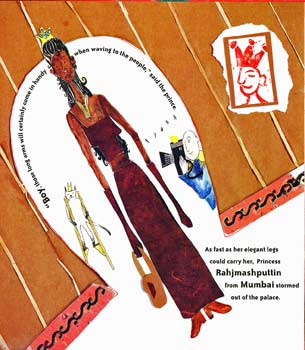 "Boy, those long arms will certainly come in handy when waving to the people," said the prince.
As fast as her elegant legs
could carry her, Princess
Rahjmashputtin
from Mumbai stormed
out of the palace.